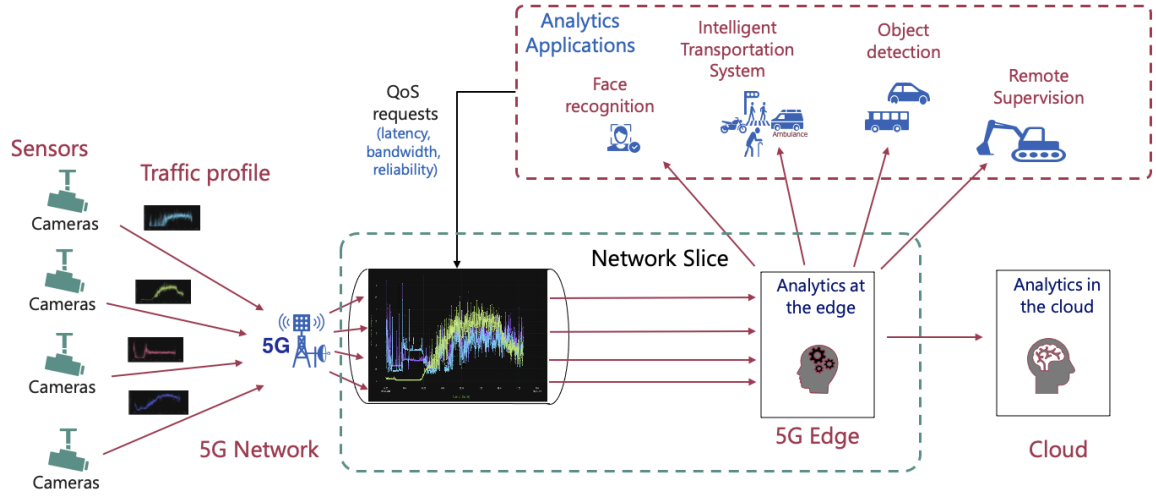 Analytics
Applications
Face
recognition
Intelligent
Transportation
System
Ambulance
Object
detection
Remote
Supervision
QoS
requests
(latency,
bandwidth,
reliability)
Sensors
Traffic profile
Cameras
Cameras
Cameras
Cameras
5G
5G Network
Network Slice
Analytics at
the edge
5G Edge
Analytics in
the cloud
Cloud